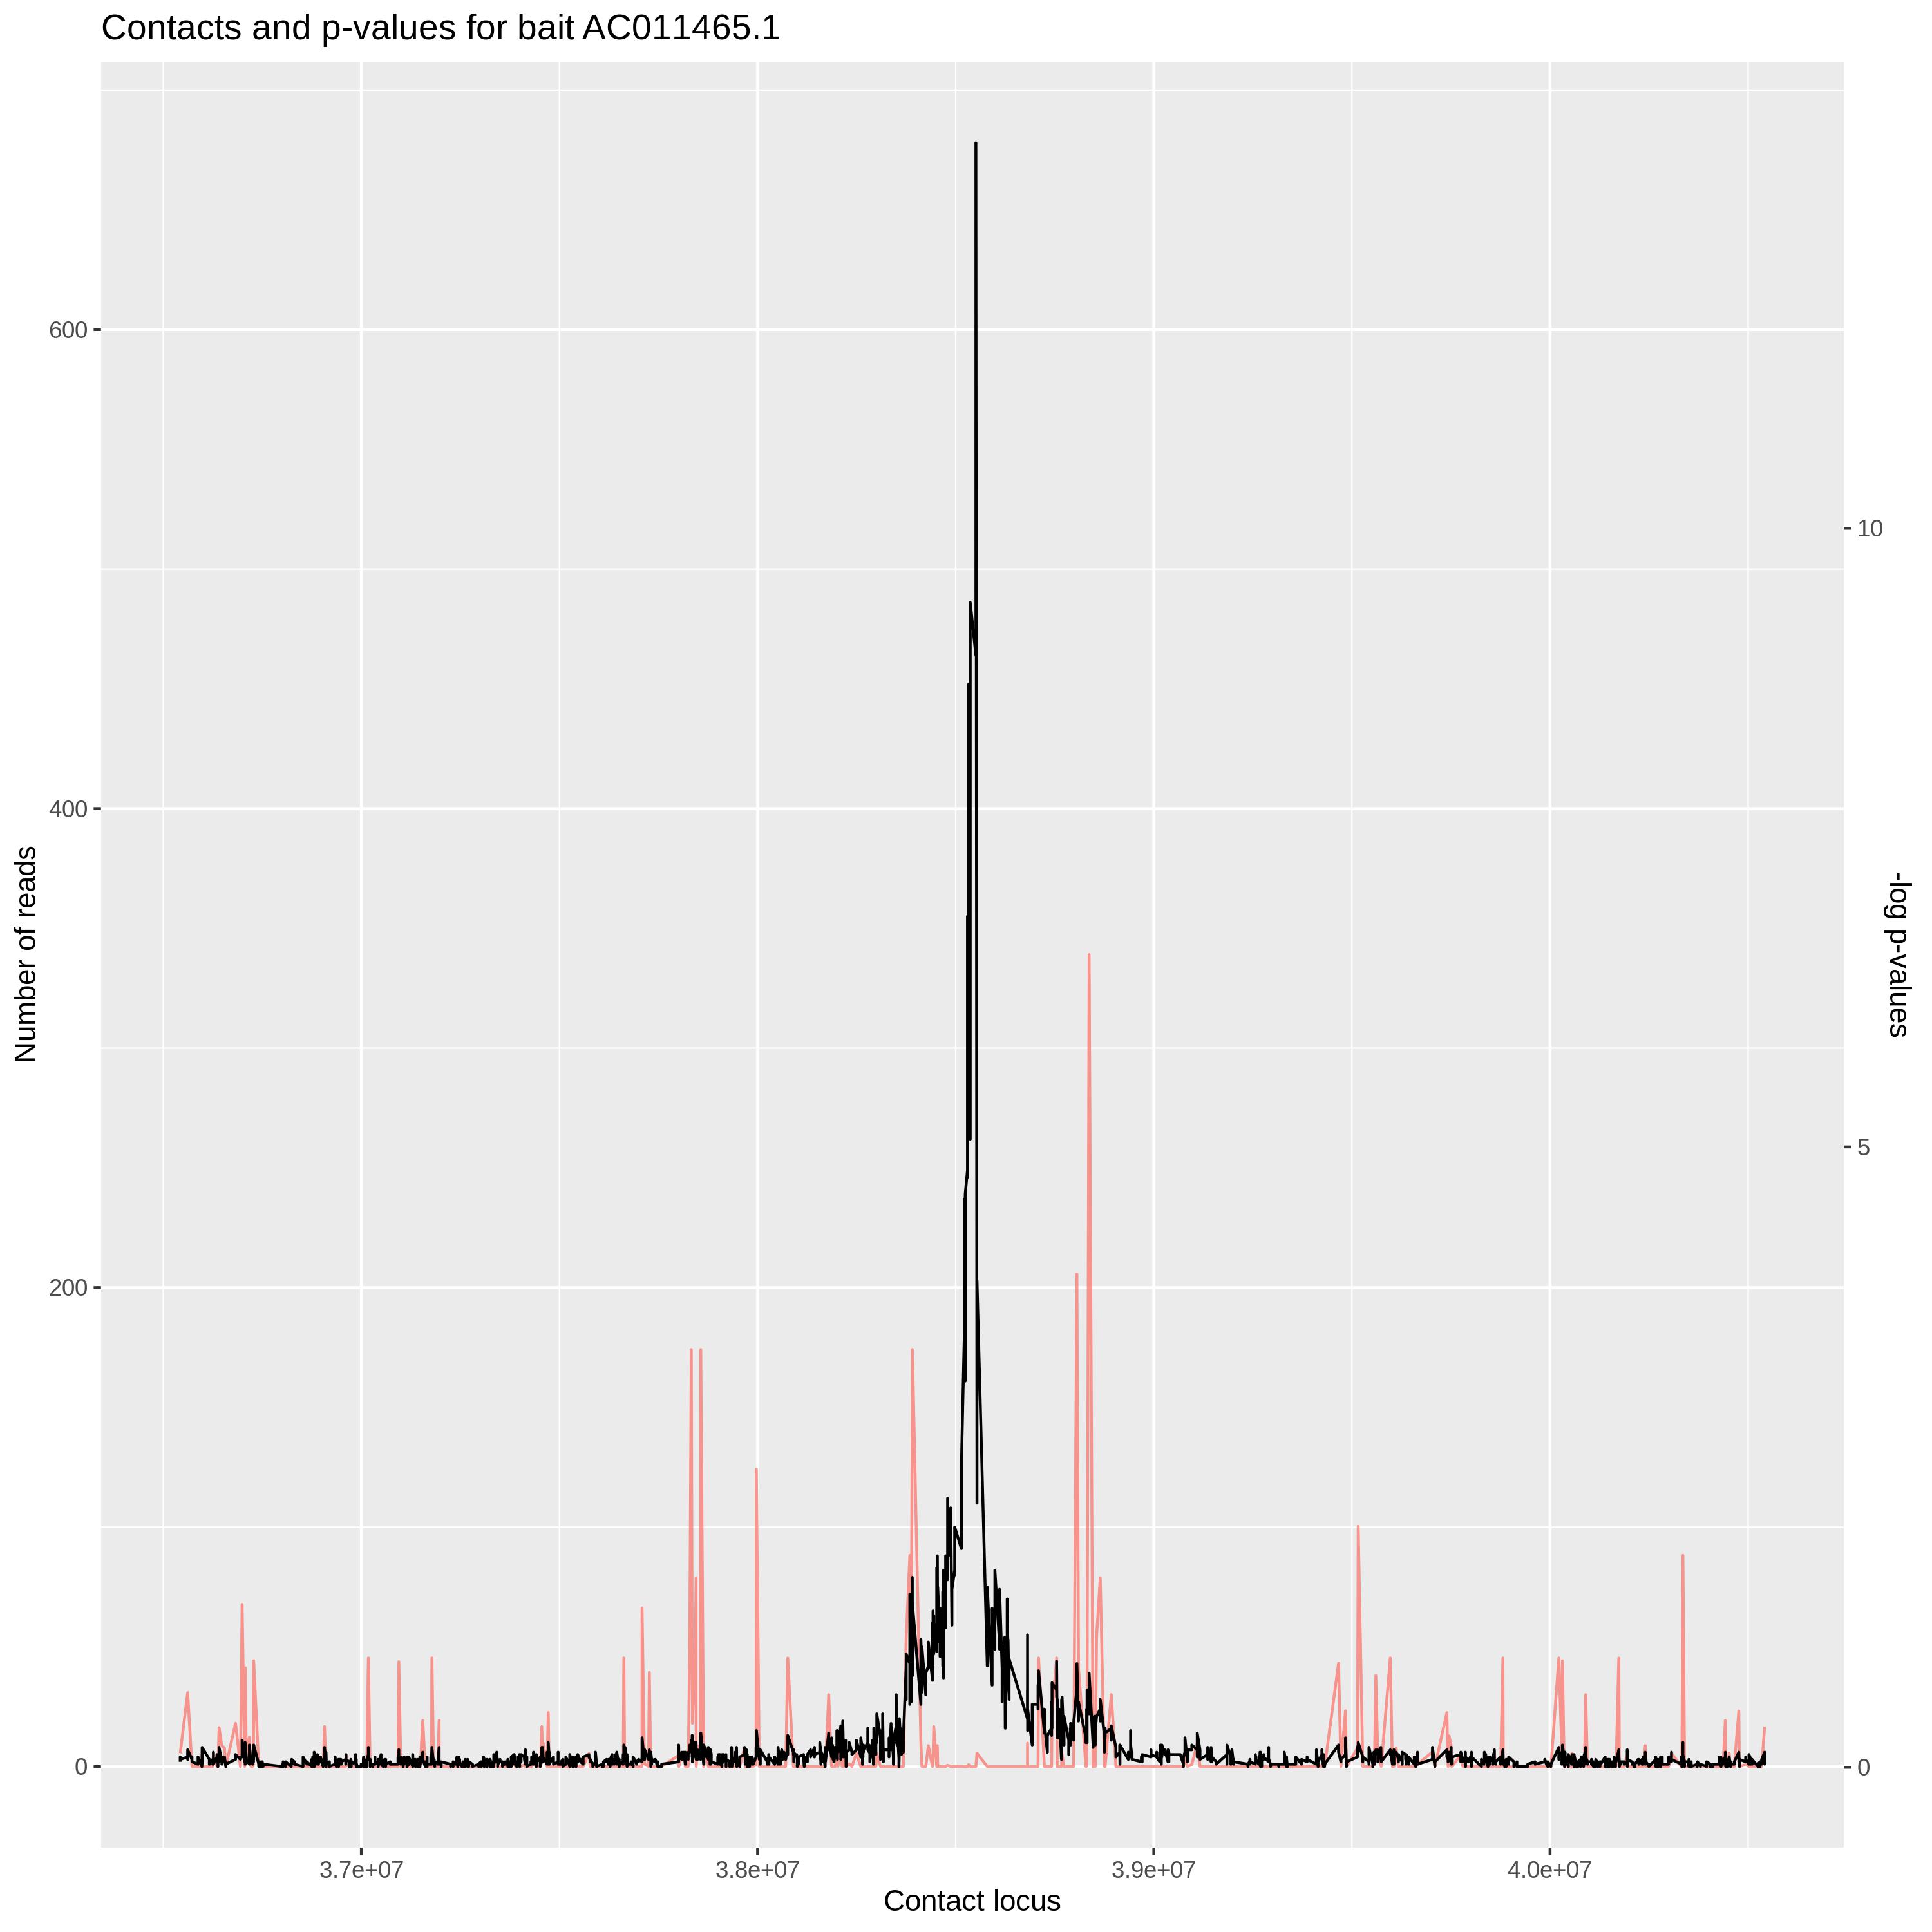 Contacts and p-values for bait AC011465.1
600
400
200
0
Number of reads
10
5
0
-log p-values
3.7e+07
3.8e+07
3.9e+07
4.0e+07
Contact locus